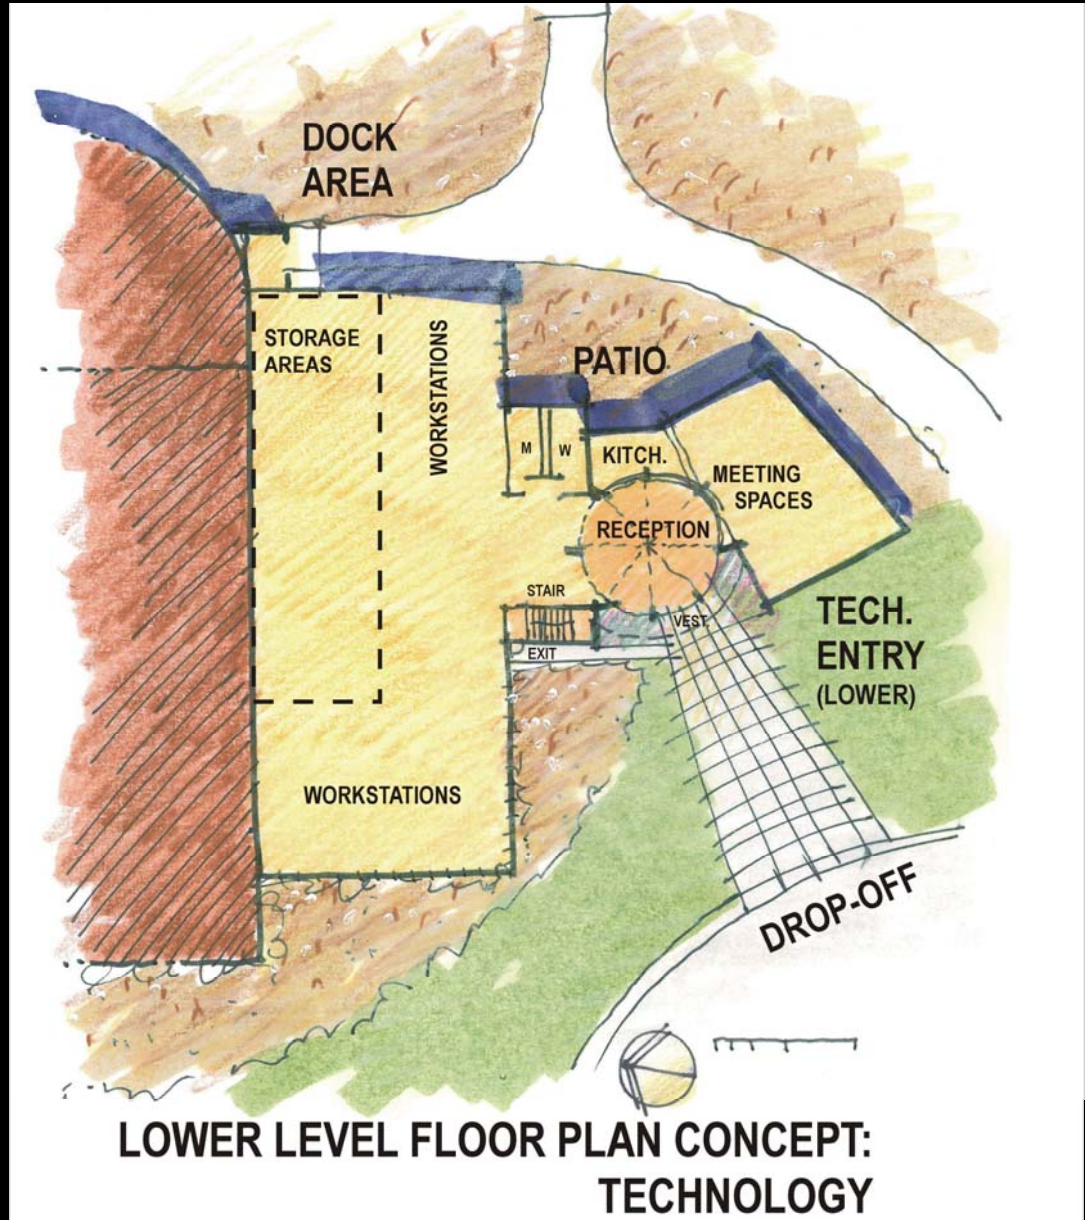 DOCK
AREA
STORAGE
AREAS
WORKSTATIONS
PATIO
M
W
KITCH.
MEETING
SPACES
RECEPTION
STAIR
VEST.
EXIT
TECH.
ENTRY
(LOWER)
WORKSTATIONS
DROP-OFF
LOWER LEVEL FLOOR PLAN CONCEPT:
TECHNOLOGY